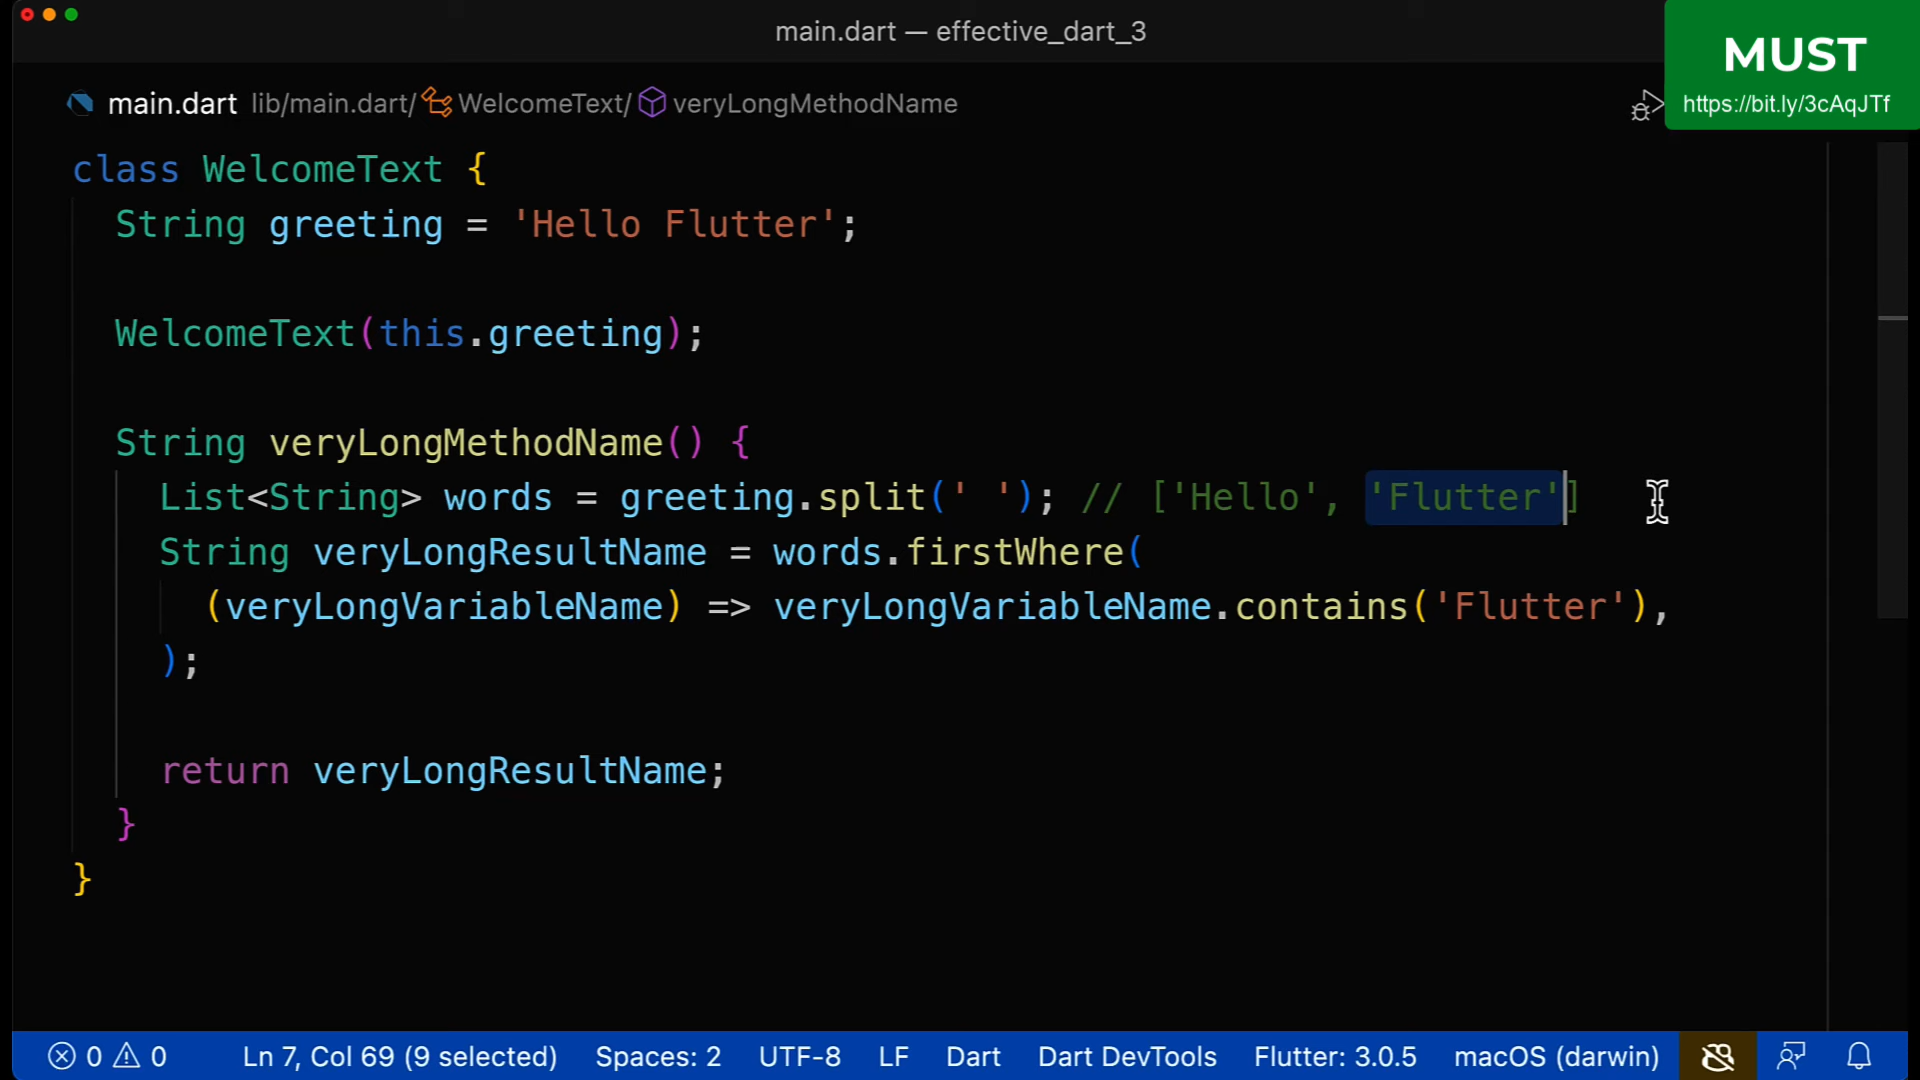 main.dart — effective_dart_3
MUST
https://bit.ly/3cAqJTf
main.dart lib/main.dart/ WelcomeText/ veryLongMethodName
class WelcomeText {
  String greeting = 'Hello Flutter';
  WelcomeText(this.greeting);
  String veryLongMethodName() {
    List<String> words = greeting.split(' '); // ['Hello', 'Flutter']
    String veryLongResultName = words.firstWhere(
      (veryLongVariableName) => veryLongVariableName.contains('Flutter'),
    );
    return veryLongResultName;
  }
}
0 0 Ln 7, Col 69 (9 selected) Spaces: 2 UTF-8 LF Dart Dart DevTools Flutter: 3.0.5 macOS (darwin)